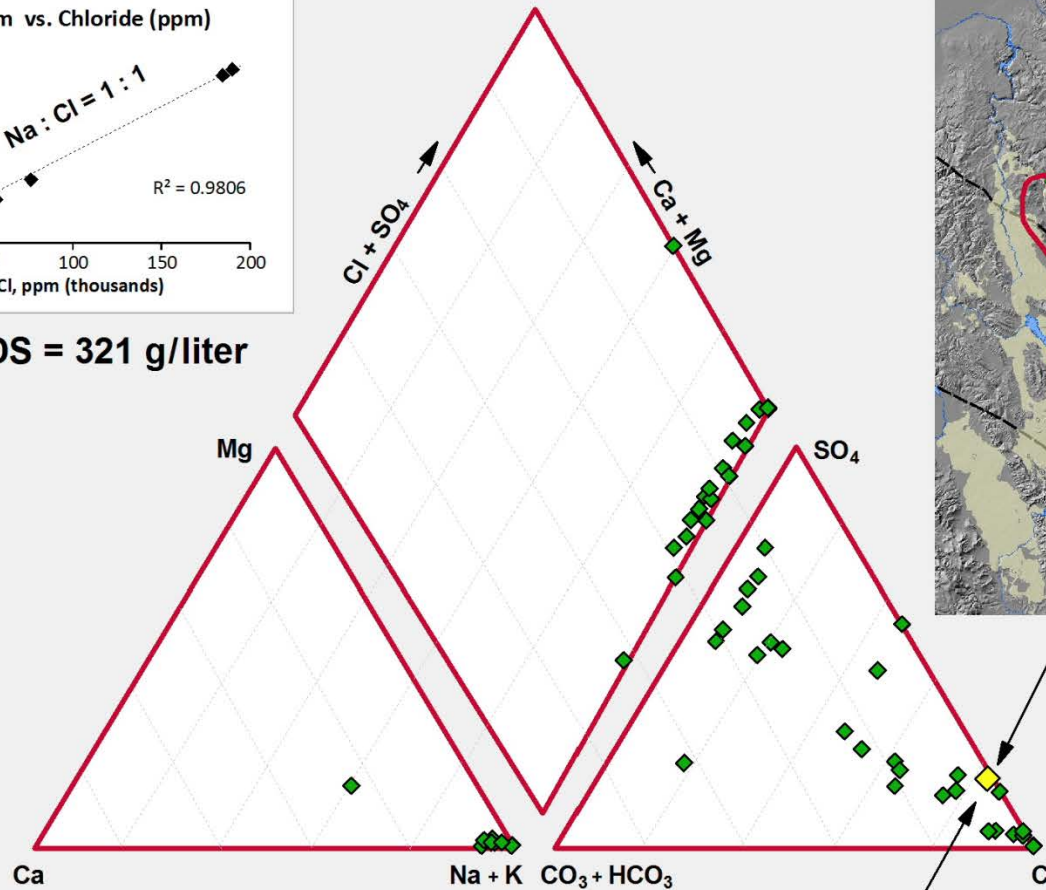 vs. Chloride (ppm)
Na : Cl = 1 : 1
R² = 0.9806
100 150 200
Cl, ppm (thousands)
= 321 g/liter
Cl + SO₄
Ca + Mg
Mg
SO₄
Ca
Na + K
CO₃ + HCO₃